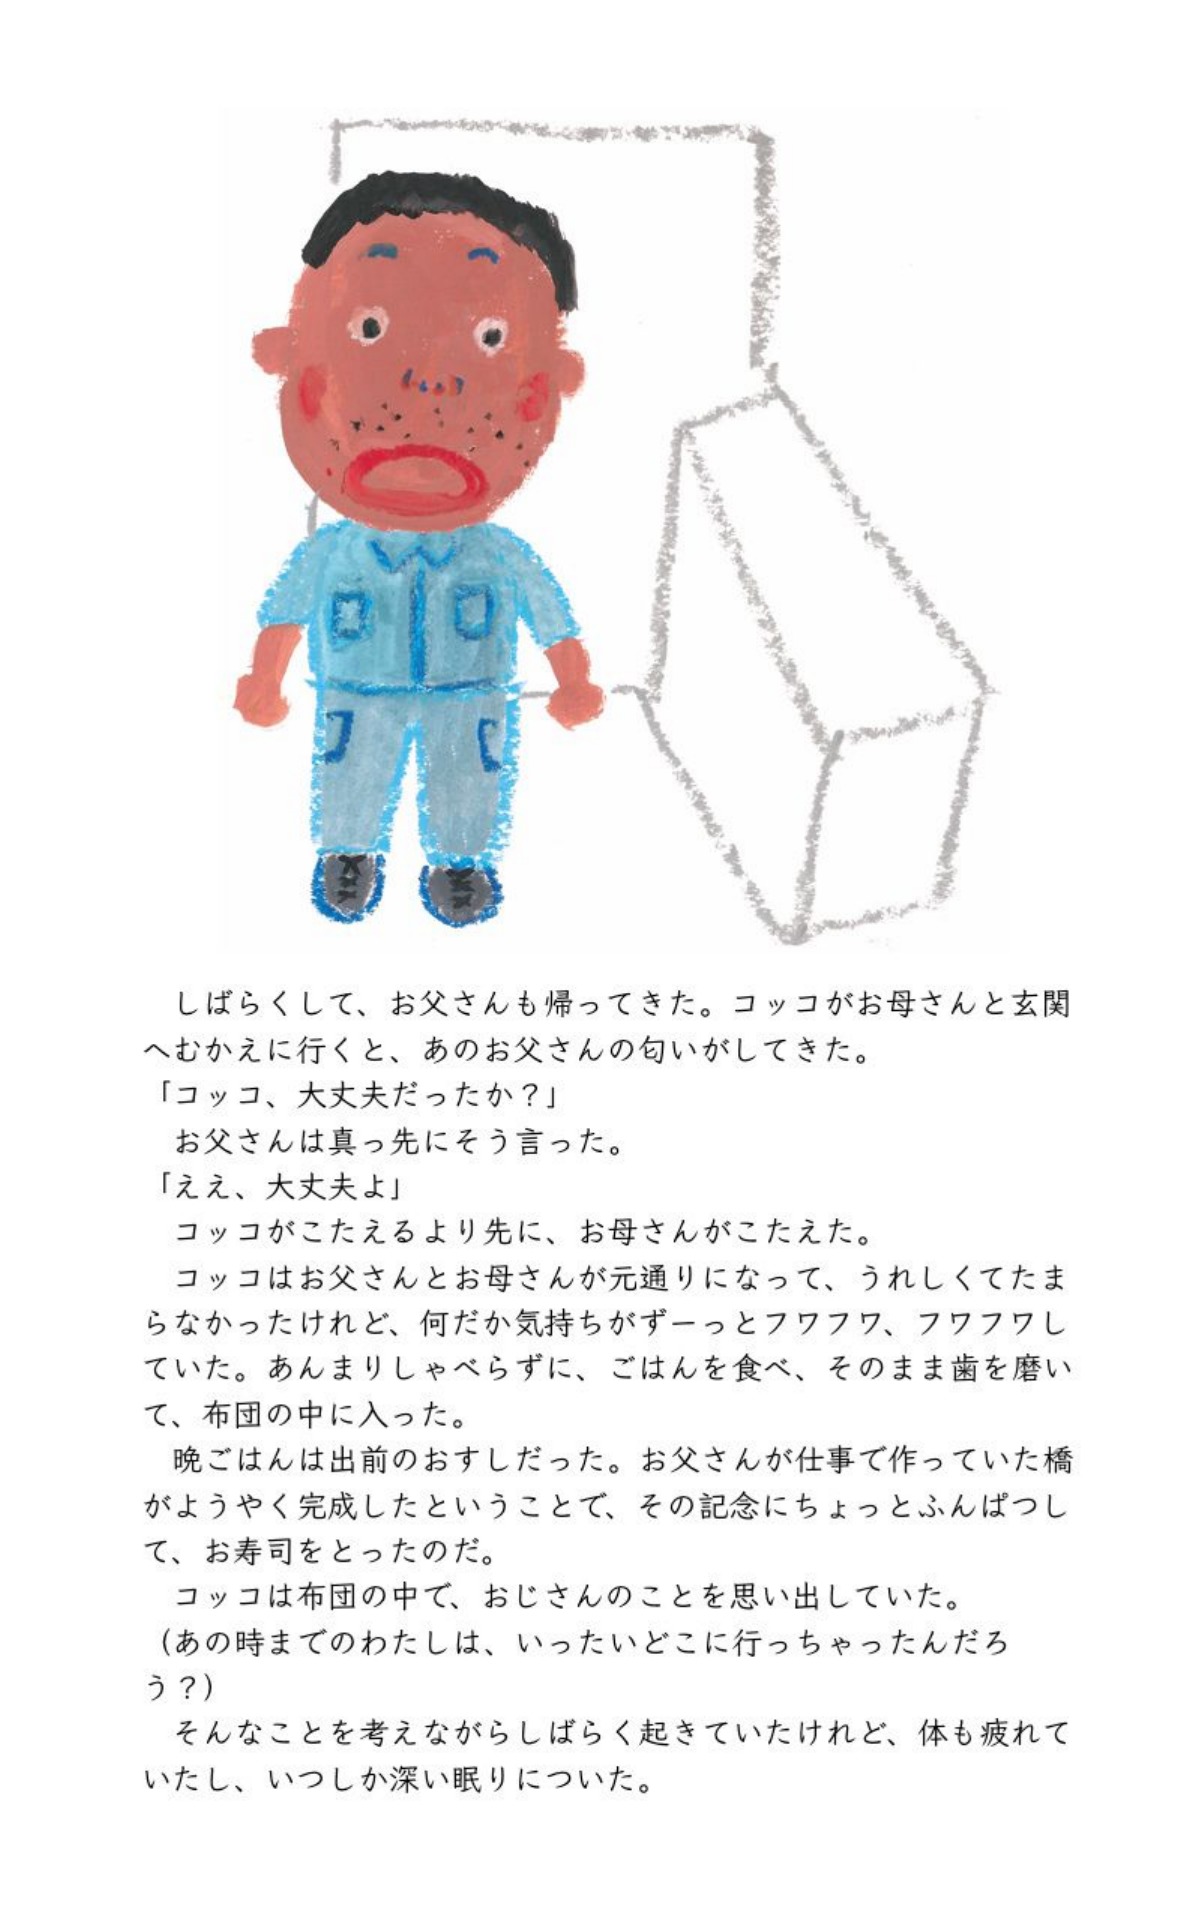 しばらくして、お父さんも帰ってきた。コッコがお母さんと玄関
へむかえに行くと、あのお父さんの匂いがしてきた。
「コッコ、大丈夫だったか？」
　お父さんは真っ先にそう言った。
「ええ、大丈夫よ」
　コッコがこたえるより先に、お母さんがこたえた。
　コッコはお父さんとお母さんが元通りになって、うれしくてたま
らなかったけれど、何だか気持ちがずーっとフワフワ、フワフワし
ていた。あんまりしゃべらずに、ごはんを食べ、そのまま歯を磨い
て、布団の中に入った。
　晩ごはんは出前のおすしだった。お父さんが仕事で作っていた橋
がようやく完成したということで、その記念にちょっとふんぱつし
て、お寿司をとったのだ。
　コッコは布団の中で、おじさんのことを思い出していた。
（あの時までのわたしは、いったいどこに行っちゃったんだろ
う？）
　そんなことを考えながらしばらく起きていたけれど、体も疲れて
いたし、いつしか深い眠りについた。